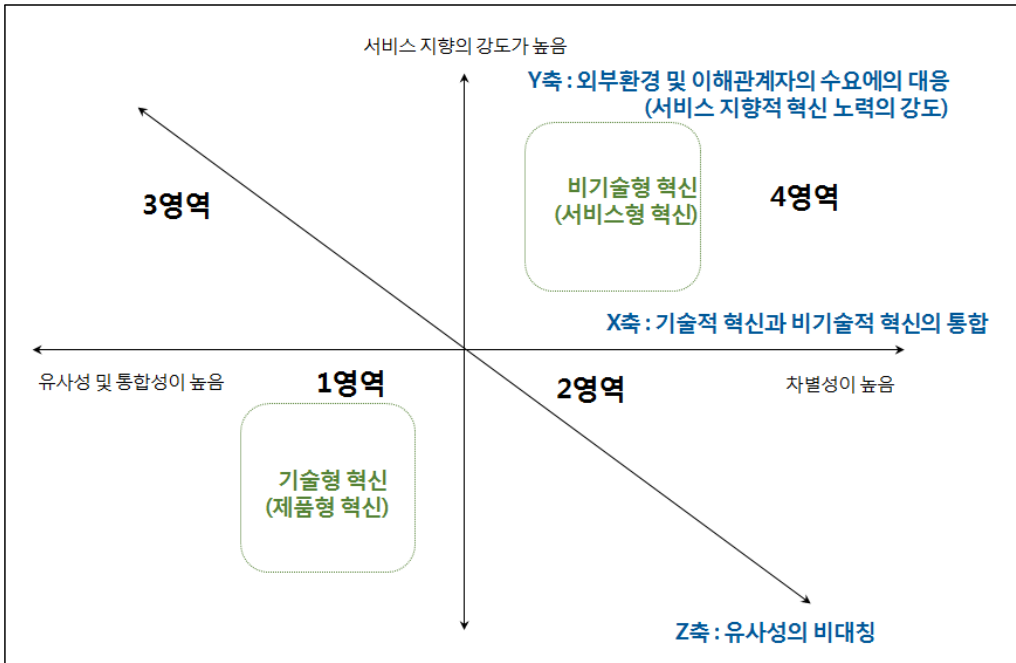 서비스 지향의 강도가 높음
Y축 : 외부환경 및 이해관계자의 수요에의 대응
(서비스 지향적 혁신 노력의 강도)
비기술형 혁신
(서비스형 혁신)
4영역
3영역
X축 : 기술적 혁신과 비기술적 혁신의 통합
유사성 및 통합성이 높음
1영역
2영역
차별성이 높음
기술형 혁신
(제품형 혁신)
Z축 : 유사성의 비대칭